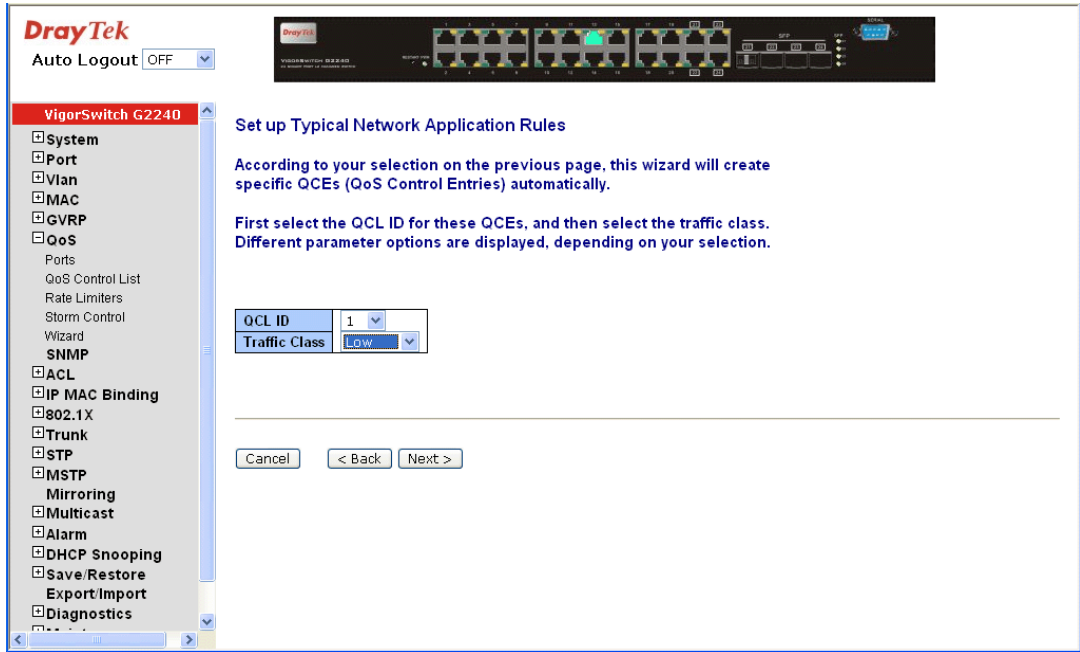 DrayTek
Auto Logout OFF
DrayTek
VIGORSWITCH G2240
SFP
SERIAL
VigorSwitch G2240
System
Port
Vlan
MAC
GVRP
QoS
Ports
QoS Control List
Rate Limiters
Storm Control
Wizard
SNMP
ACL
IP MAC Binding
802.1X
Trunk
STP
MSTP
Mirroring
Multicast
Alarm
DHCP Snooping
Save/Restore
Export/Import
Diagnostics
Set up Typical Network Application Rules
According to your selection on the previous page, this wizard will create
specific QCEs (QoS Control Entries) automatically.
First select the QCL ID for these QCEs, and then select the traffic class.
Different parameter options are displayed, depending on your selection.
QCL ID 1
Traffic Class Low
Cancel < Back Next >